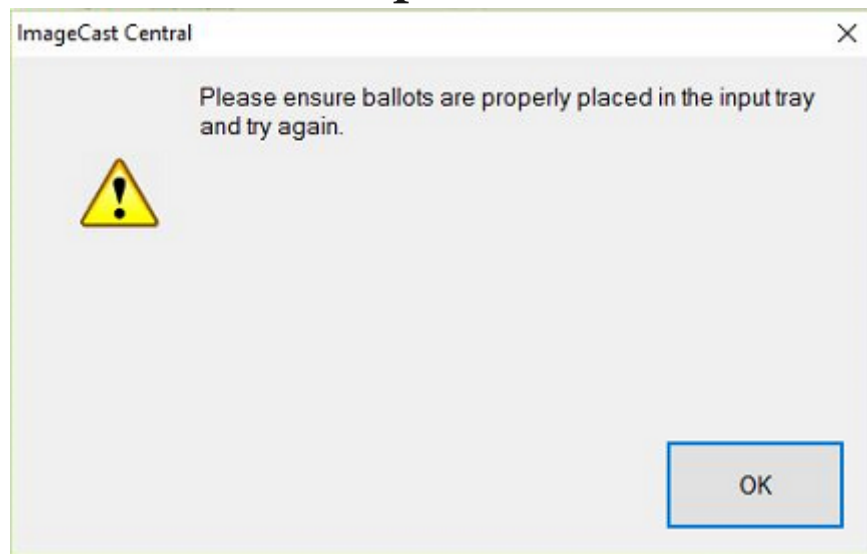 ImageCast Central
Please ensure ballots are properly placed in the input tray
and try again.
OK